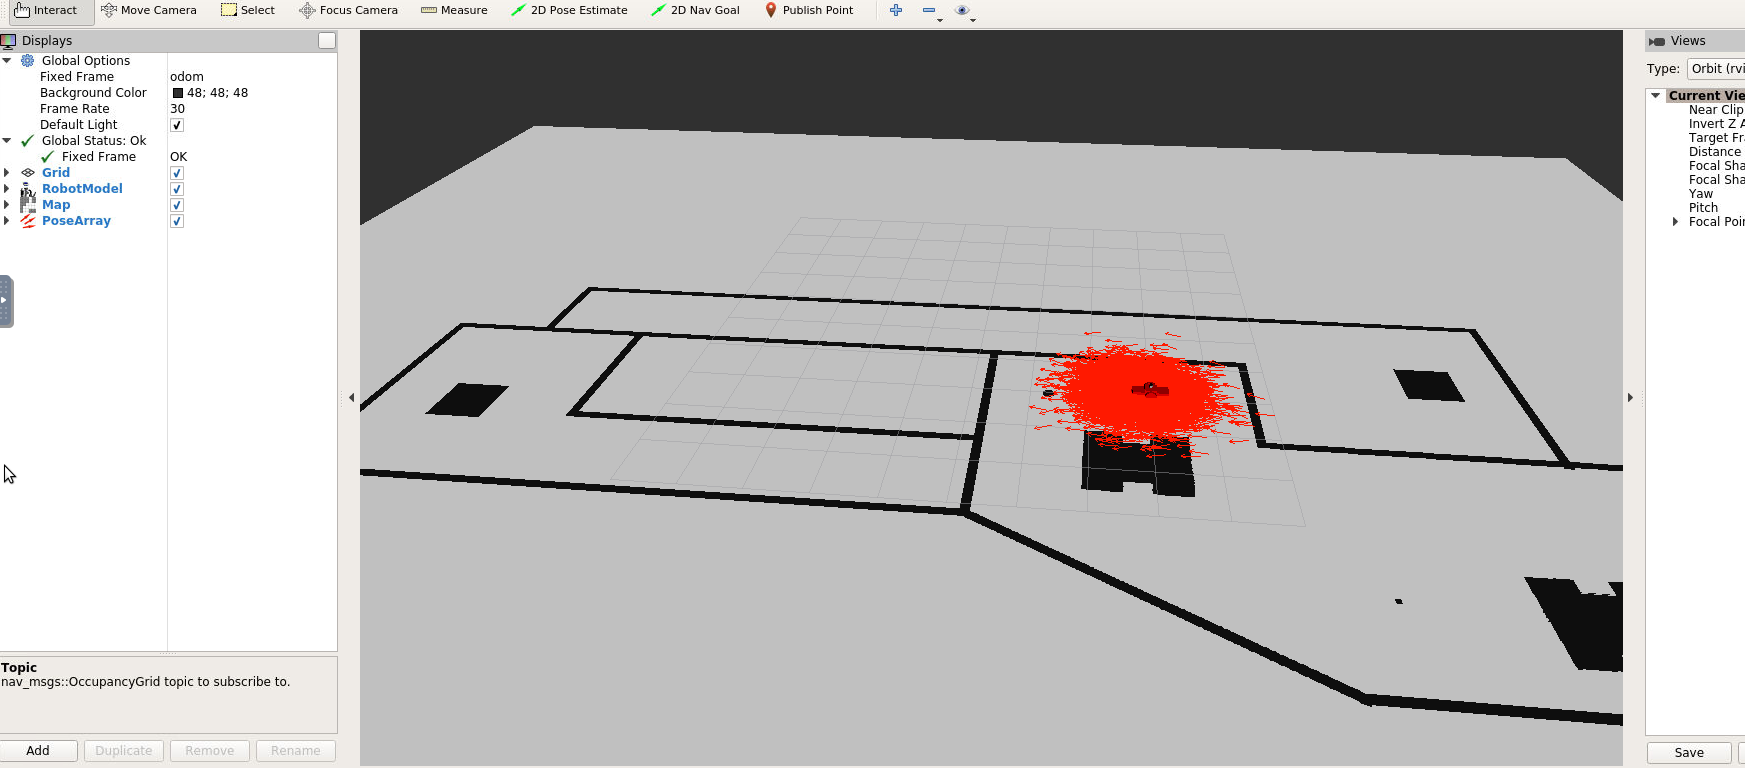 Interact Move Camera Select Focus Camera Measure 2D Pose Estimate 2D Nav Goal Publish Point
Displays
Global Options
Fixed Frame odom
Background Color 48; 48; 48
Frame Rate 30
Default Light
Global Status: Ok
Fixed Frame OK
Grid
RobotModel
Map
PoseArray
Topic
nav_msgs::OccupancyGrid topic to subscribe to.
Add Duplicate Remove Rename
Views
Type: Orbit (rvi
Current Vie
Near Clip
Invert Z A
Target Fr
Distance
Focal Sha
Focal Sha
Yaw
Pitch
Focal Poin
Save